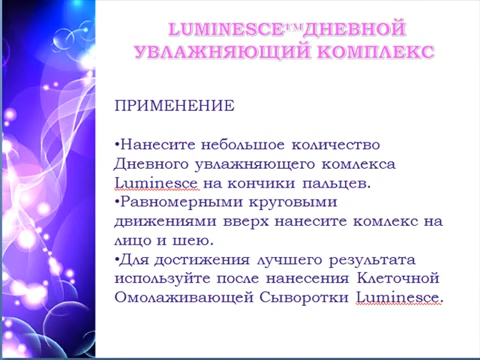 LUMINESCE™ДНЕВНОЙ
УВЛАЖНЯЮЩИЙ КОМПЛЕКС
ПРИМЕНЕНИЕ
•Нанесите небольшое количество
Дневного увлажняющего комлекса
Luminesce на кончики пальцев.
•Равномерными круговыми
движениями вверх нанесите комлекс на
лицо и шею.
•Для достижения лучшего результата
используйте после нанесения Клеточной
Омолаживающей Сыворотки Luminesce.